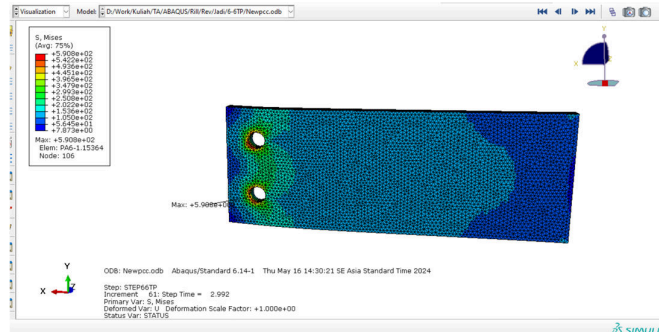 Visualization Model: D:/Work/Kuliah/TA/ABAQUS/Rill/Rev/Jadi/6-6TP/Newpcc.odb
S, Mises
(Avg: 75%)
+5.908e+02
+5.422e+02
+4.936e+02
+4.451e+02
+3.965e+02
+3.479e+02
+2.993e+02
+2.508e+02
+2.022e+02
+1.536e+02
+1.050e+02
+5.645e+01
+7.873e+00
Max: +5.908e+02
Elem: PA6-1.15364
Node: 106
Y
X
Max: +5.908e+0
Y
X Z
ODB: Newpcc.odb Abaqus/Standard 6.14-1 Thu May 16 14:30:21 SE Asia Standard Time 2024
Step: STEP66TP
Increment 61: Step Time = 2.992
Primary Var: S, Mises
Deformed Var: U Deformation Scale Factor: +1.000e+00
Status Var: STATUS